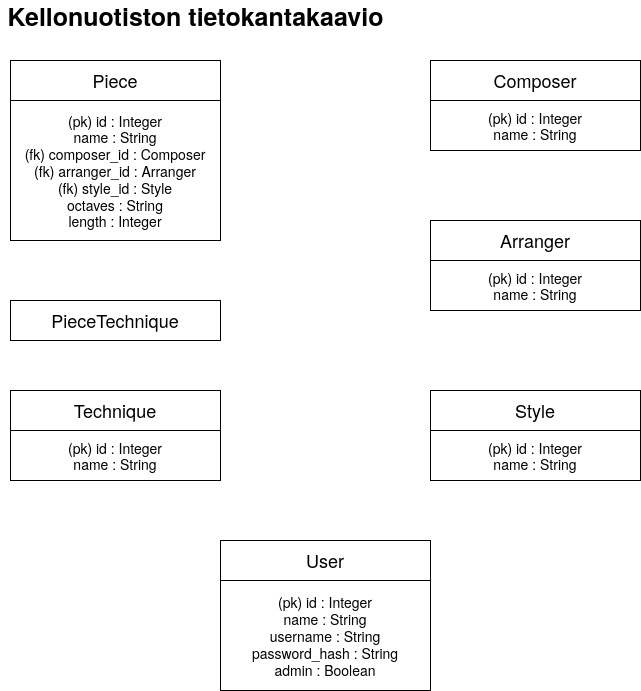 Kellonuotiston tietokantakaavio
Piece
(pk) id : Integer
name : String
(fk) composer_id : Composer
(fk) arranger_id : Arranger
(fk) style_id : Style
octaves : String
length : Integer
Composer
(pk) id : Integer
name : String
Arranger
(pk) id : Integer
name : String
PieceTechnique
Technique
(pk) id : Integer
name : String
Style
(pk) id : Integer
name : String
User
(pk) id : Integer
name : String
username : String
password_hash : String
admin : Boolean